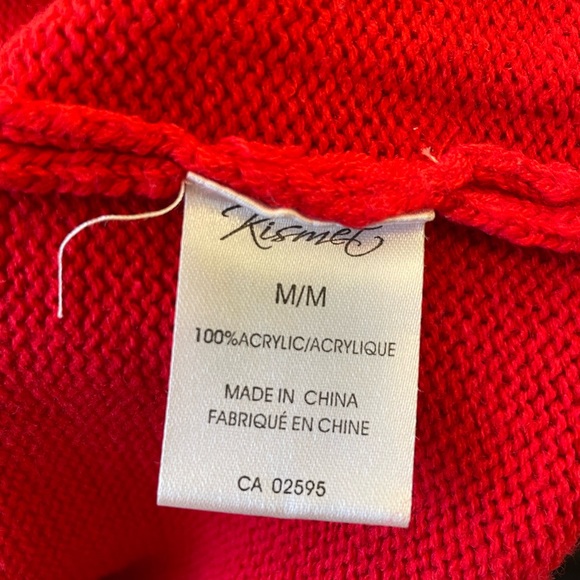 Kismet
M/M
100%ACRYLIC/ACRYLIQUE
MADE IN CHINA
FABRIQUÉ EN CHINE
CA 02595